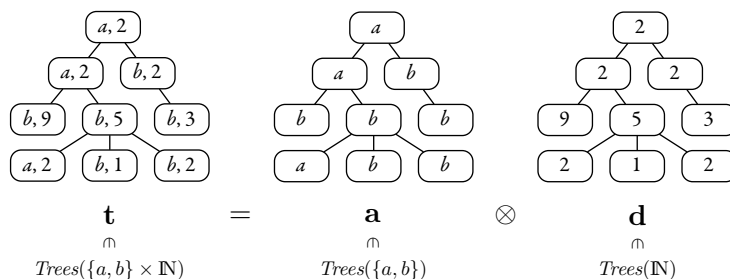 a, 2 a 2
a, 2 b, 2 a b 2 2
b, 9 b, 5 b, 3 b b b 9 5 3
a, 2 b, 1 b, 2 a b b 2 1 2
t = a ⊗ d
∈ ∈ ∈
Trees({a, b} × ℕ) Trees({a, b}) Trees(ℕ)